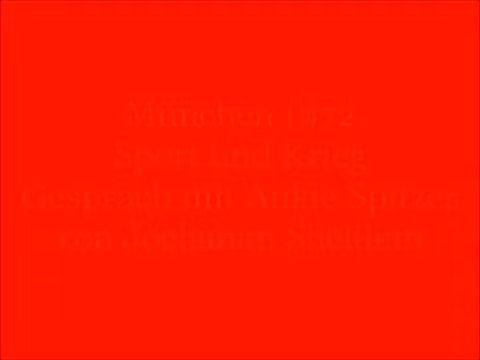 München 1972
Sport und Krieg
Gespräch mit Ankie Spitzer
von Jochanan Shelliem